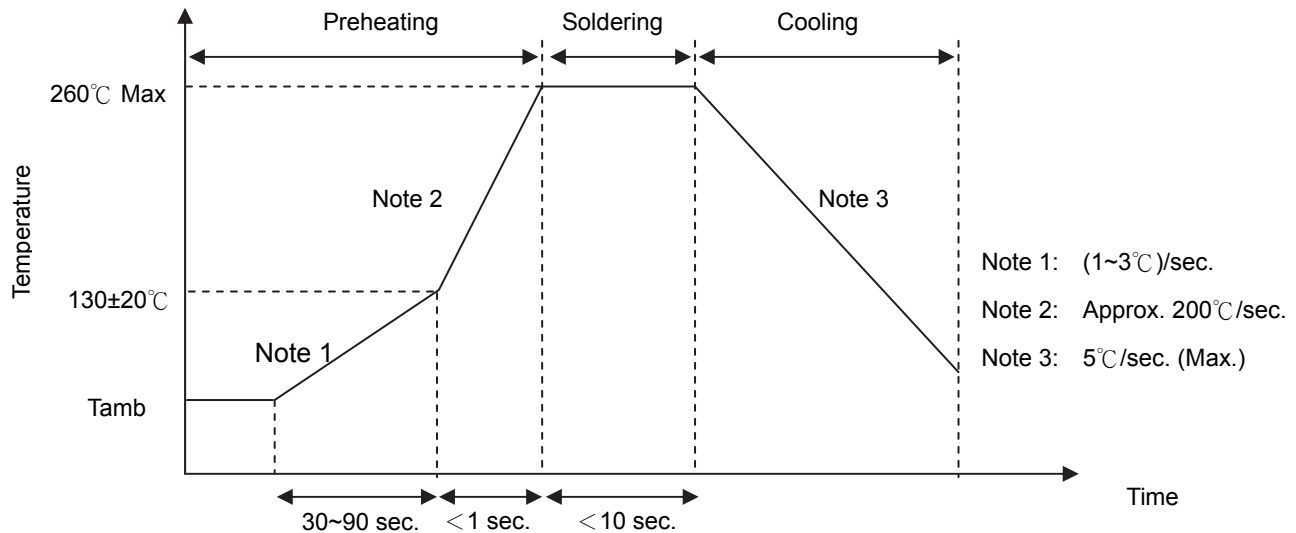 Preheating Soldering Cooling
260℃ Max
Note 2 Note 3
Temperature
Note 1: (1~3℃)/sec.
130±20℃
Note 2: Approx. 200℃/sec.
Note 1
Note 3: 5℃/sec. (Max.)
Tamb
Time
30~90 sec. <1 sec. <10 sec.